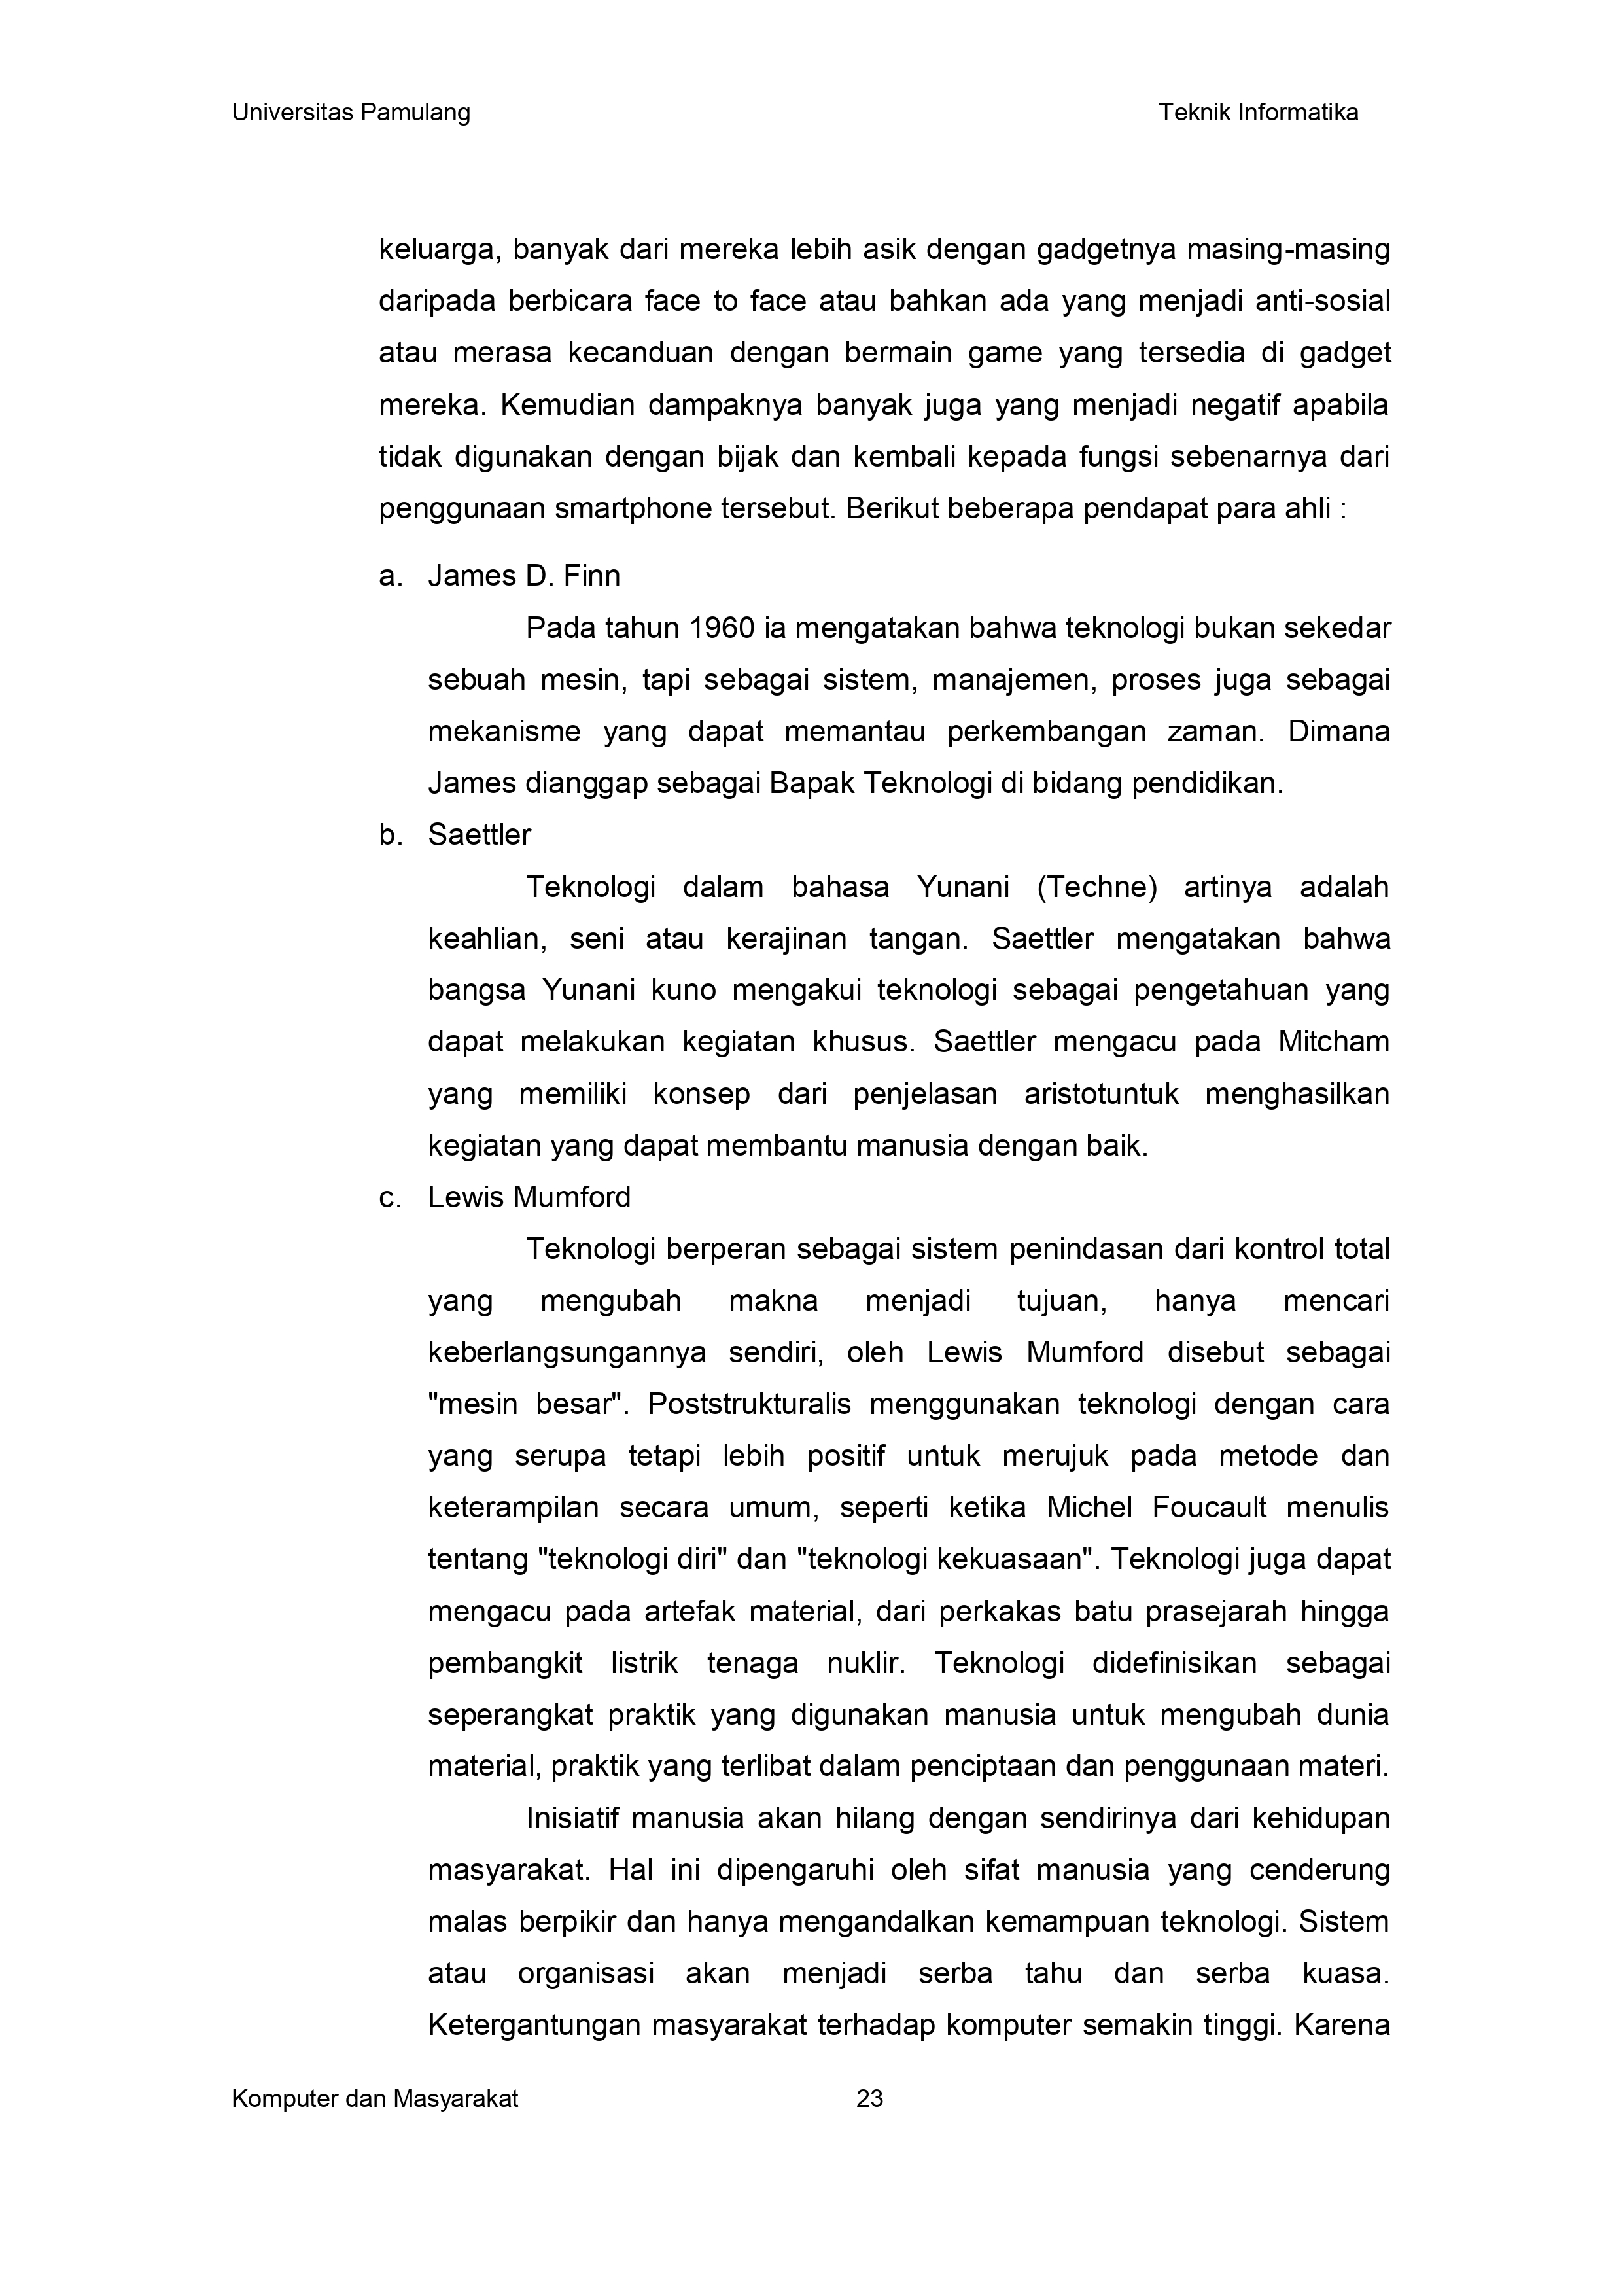 Universitas Pamulang Teknik Informatika
keluarga, banyak dari mereka lebih asik dengan gadgetnya masing-masing
daripada berbicara face to face atau bahkan ada yang menjadi anti-sosial
atau merasa kecanduan dengan bermain game yang tersedia di gadget
mereka. Kemudian dampaknya banyak juga yang menjadi negatif apabila
tidak digunakan dengan bijak dan kembali kepada fungsi sebenarnya dari
penggunaan smartphone tersebut. Berikut beberapa pendapat para ahli :
a. James D. Finn
Pada tahun 1960 ia mengatakan bahwa teknologi bukan sekedar
sebuah mesin, tapi sebagai sistem, manajemen, proses juga sebagai
mekanisme yang dapat memantau perkembangan zaman. Dimana
James dianggap sebagai Bapak Teknologi di bidang pendidikan.
b. Saettler
Teknologi dalam bahasa Yunani (Techne) artinya adalah
keahlian, seni atau kerajinan tangan. Saettler mengatakan bahwa
bangsa Yunani kuno mengakui teknologi sebagai pengetahuan yang
dapat melakukan kegiatan khusus. Saettler mengacu pada Mitcham
yang memiliki konsep dari penjelasan aristotuntuk menghasilkan
kegiatan yang dapat membantu manusia dengan baik.
c. Lewis Mumford
Teknologi berperan sebagai sistem penindasan dari kontrol total
yang mengubah makna menjadi tujuan, hanya mencari
keberlangsungannya sendiri, oleh Lewis Mumford disebut sebagai
"mesin besar". Poststrukturalis menggunakan teknologi dengan cara
yang serupa tetapi lebih positif untuk merujuk pada metode dan
keterampilan secara umum, seperti ketika Michel Foucault menulis
tentang "teknologi diri" dan "teknologi kekuasaan". Teknologi juga dapat
mengacu pada artefak material, dari perkakas batu prasejarah hingga
pembangkit listrik tenaga nuklir. Teknologi didefinisikan sebagai
seperangkat praktik yang digunakan manusia untuk mengubah dunia
material, praktik yang terlibat dalam penciptaan dan penggunaan materi.
Inisiatif manusia akan hilang dengan sendirinya dari kehidupan
masyarakat. Hal ini dipengaruhi oleh sifat manusia yang cenderung
malas berpikir dan hanya mengandalkan kemampuan teknologi. Sistem
atau organisasi akan menjadi serba tahu dan serba kuasa.
Ketergantungan masyarakat terhadap komputer semakin tinggi. Karena
Komputer dan Masyarakat 23